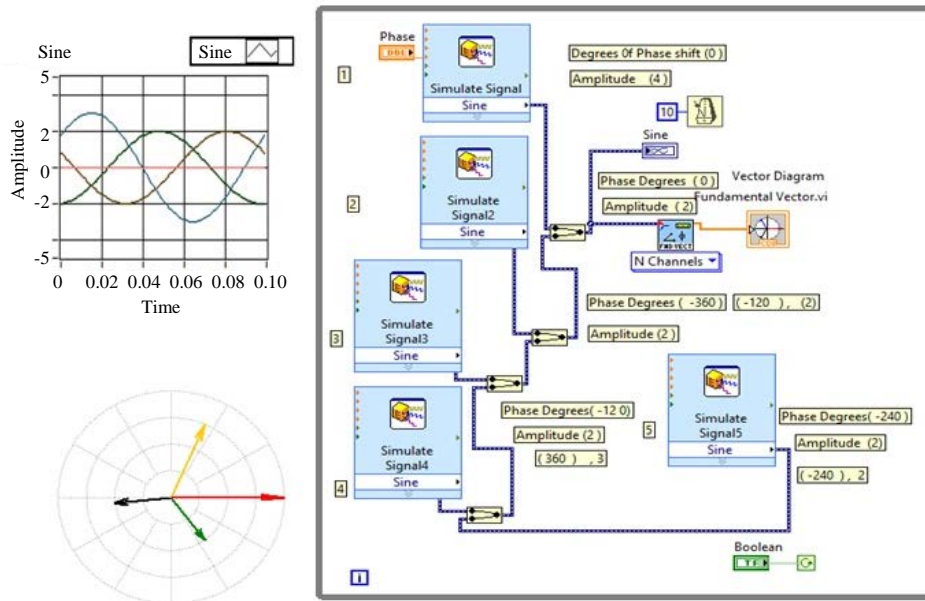 Sine
Sine
Amplitude
5
2
0
-2
-5
0 0.02 0.04 0.06 0.08 0.10
Time
Phase
DBL
1
Simulate Signal
Sine
Degrees 0f Phase shift (0)
Amplitude (4)
10
Sine
2
Simulate
Signal2
Sine
Phase Degrees ( 0 )
Amplitude ( 2)
Vector Diagram
Fundamental Vector.vi
FND VECT
N Channels
3
Simulate
Signal3
Sine
Phase Degrees ( -360)
(-120 ) , (2)
Amplitude (2 )
4
Simulate
Signal4
Sine
Phase Degrees( -12 0)
Amplitude (2 )
( 360 ) , 3
5
Simulate
Signal5
Sine
Phase Degrees( -240 )
Amplitude (2)
(-240 ) , 2
Boolean
TF
i